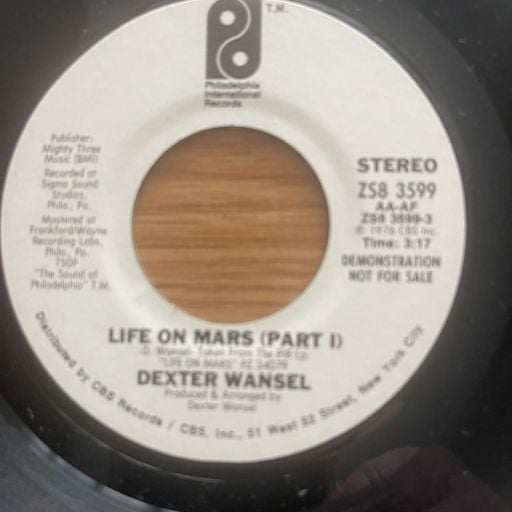 T.M.
Philadelphia
International
Records
Publisher:
Mighty Three
Music (BMI)
Recorded at
Sigma Sound
Studios,
Phila., Pa.
Mastered at
Frankford/Wayne
Recording Labs,
Phila., Pa.
TSOP
"The Sound of
Philadelphia" T.M.
STEREO
ZS8 3599
AA-AF
ZS8 3599-3
℗ 1976 CBS Inc.
Time: 3:17
DEMONSTRATION
NOT FOR SALE
LIFE ON MARS (PART I)
-D. Wansel- Taken From The Lp
"LIFE ON MARS" PZ 34079
DEXTER WANSEL
Produced & Arranged by
Dexter Wansel
Distributed by CBS Records / CBS, Inc., 51 West 52 Street, New York City